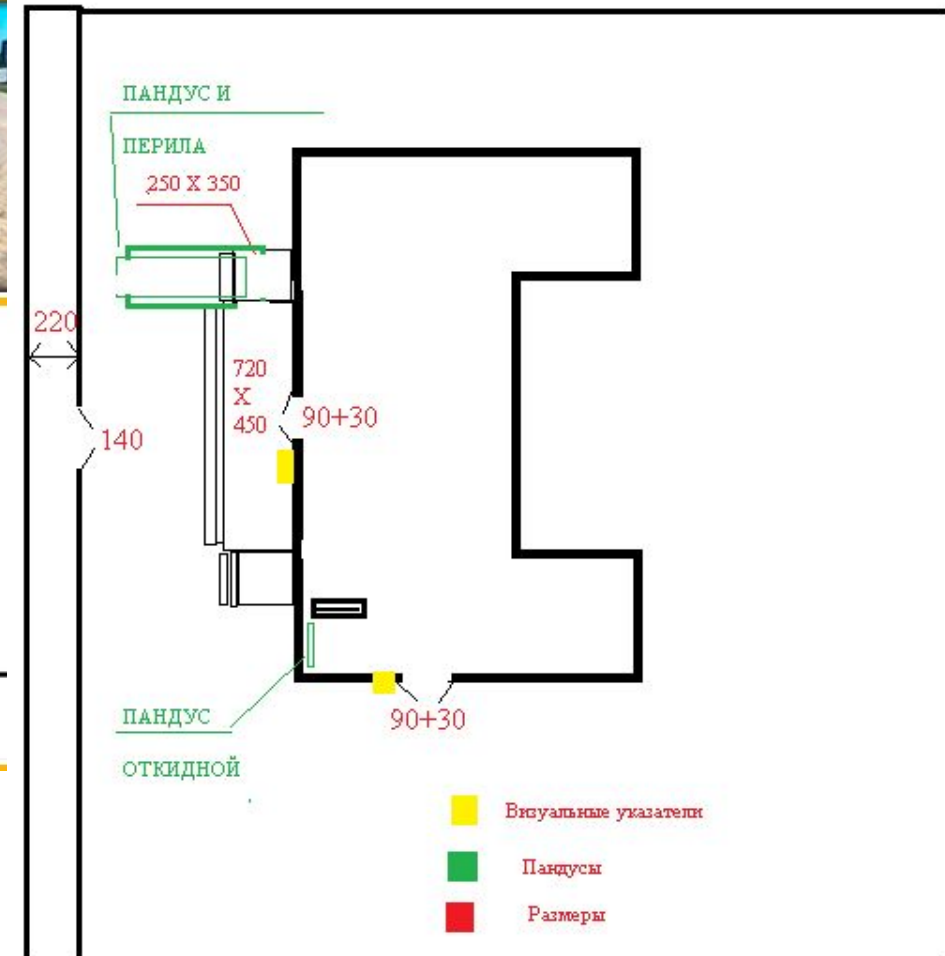 ПАНДУС И
ПЕРИЛА
250 X 350
220
720
X
450
90+30
140
ПАНДУС
ОТКИДНОЙ
90+30
Визуальные указатели
Пандусы
Размеры